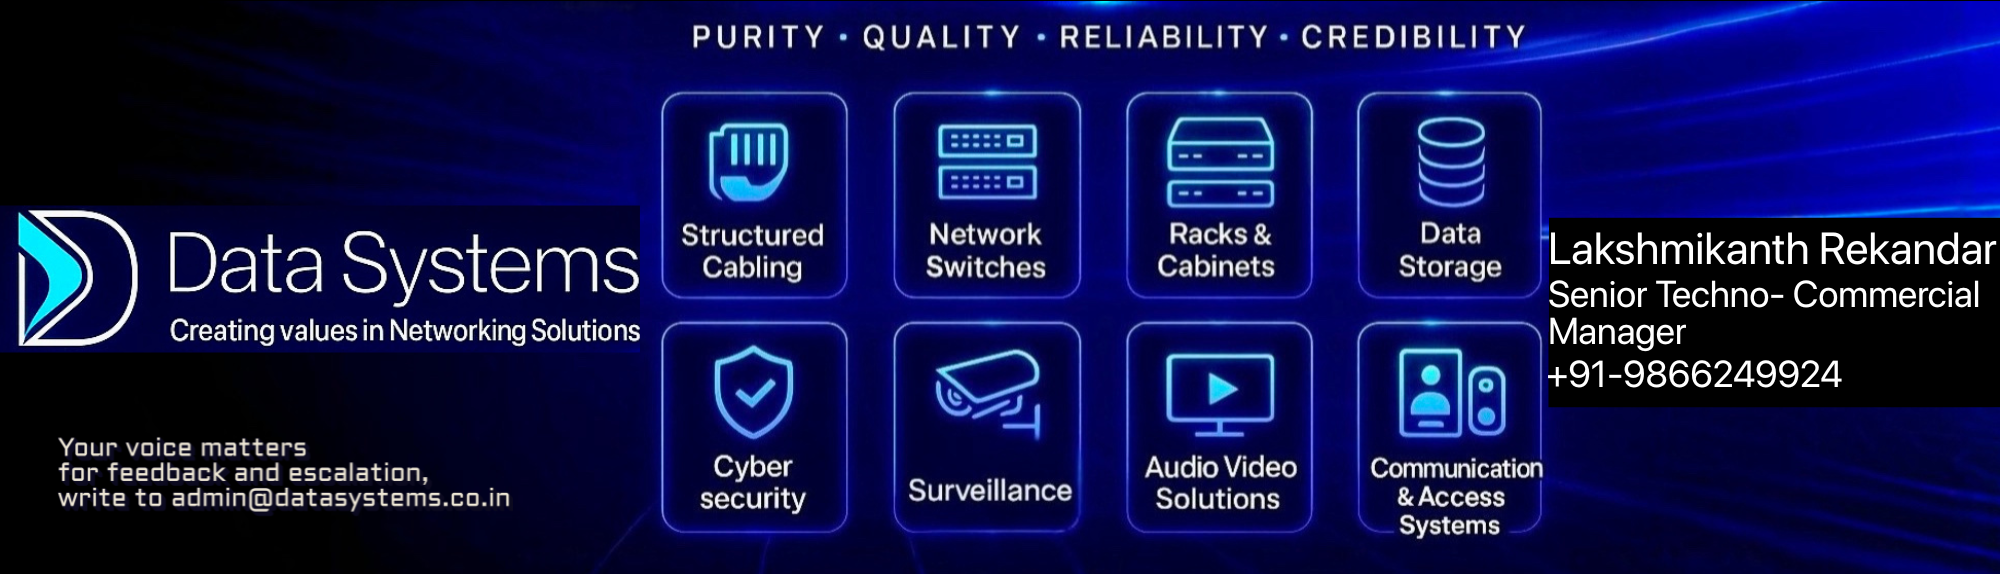 PURITY • QUALITY • RELIABILITY • CREDIBILITY
Data Systems
Creating values in Networking Solutions
Your voice matters
for feedback and escalation,
write to admin@datasystems.co.in
Structured
Cabling
Network
Switches
Racks &
Cabinets
Data
Storage
Cyber
security
Surveillance
Audio Video
Solutions
Communication
& Access
Systems
Lakshmikanth Rekandar
Senior Techno- Commercial
Manager
+91-9866249924